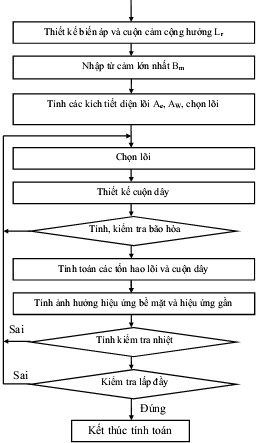 Thiết kế biến áp và cuộn cảm cộng hưởng Lr
Nhập từ cảm lớn nhất Bm
Tính các kích tiết diện lõi Ae, AW, chọn lõi
Chọn lõi
Thiết kế cuộn dây
Tính, kiểm tra bão hòa
Tính toán các tổn hao lõi và cuộn dây
Tính ảnh hưởng hiệu ứng bề mặt và hiệu ứng gần
Sai
Tính kiểm tra nhiệt
Sai
Kiểm tra lắp đầy
Đúng
Kết thúc tính toán